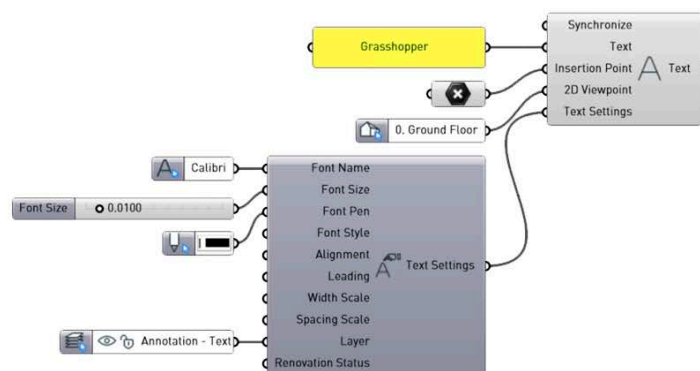 Synchronize
Grasshopper
Text
Insertion Point
Text
2D Viewpoint
0. Ground Floor
Text Settings
Calibri
Font Name
Font Size
Font Size
0.0100
Font Pen
Font Style
Alignment
Text Settings
Leading
Width Scale
Spacing Scale
Annotation - Text
Layer
Renovation Status